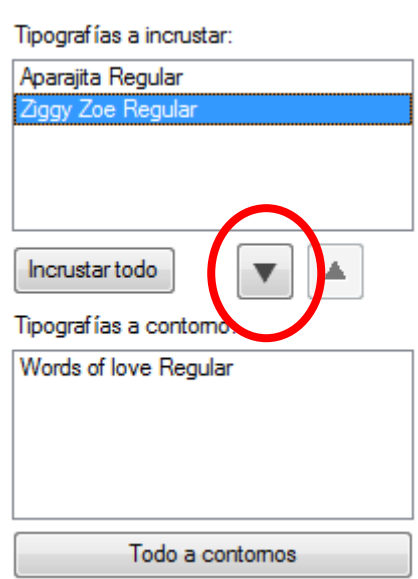 Tipografías a incrustar:
Aparajita Regular
Ziggy Zoe Regular
Incrustar todo
Tipografías a contorno:
Words of love Regular
Todo a contornos